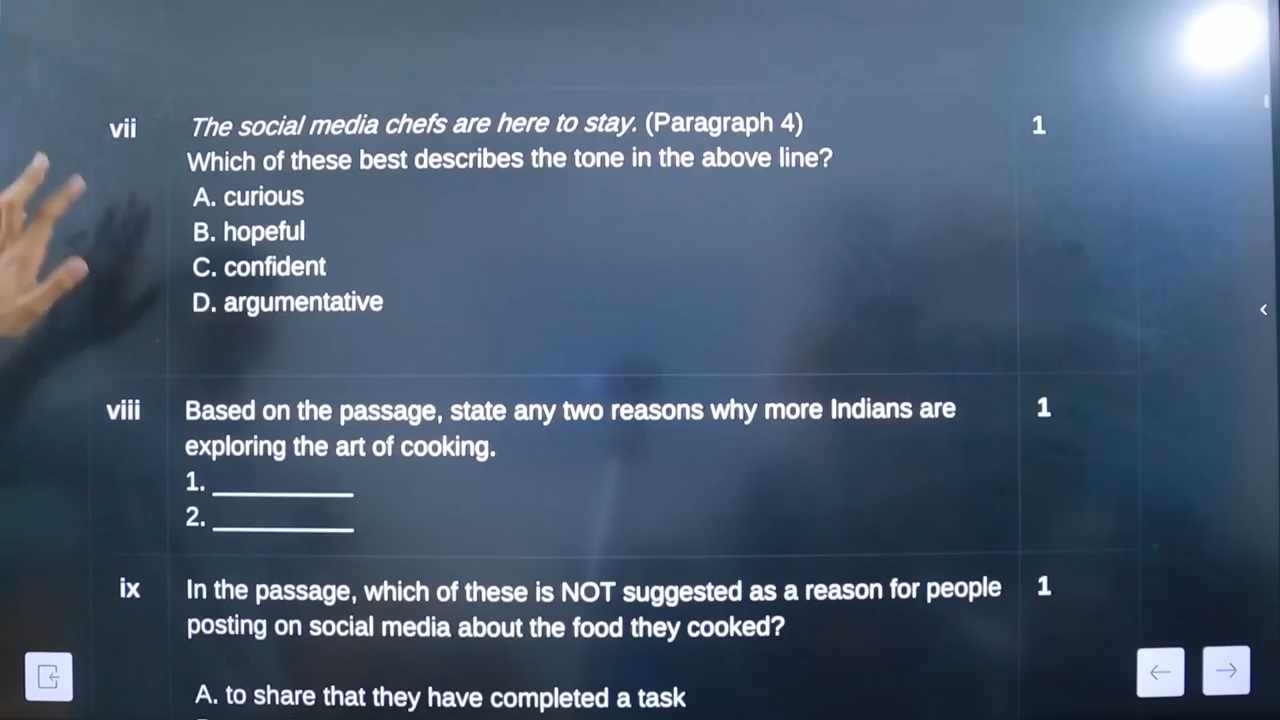 vii The social media chefs are here to stay. (Paragraph 4) 1
Which of these best describes the tone in the above line?
A. curious
B. hopeful
C. confident
D. argumentative
viii Based on the passage, state any two reasons why more Indians are 1
exploring the art of cooking.
1. __________
2. __________
ix In the passage, which of these is NOT suggested as a reason for people 1
posting on social media about the food they cooked?
A. to share that they have completed a task